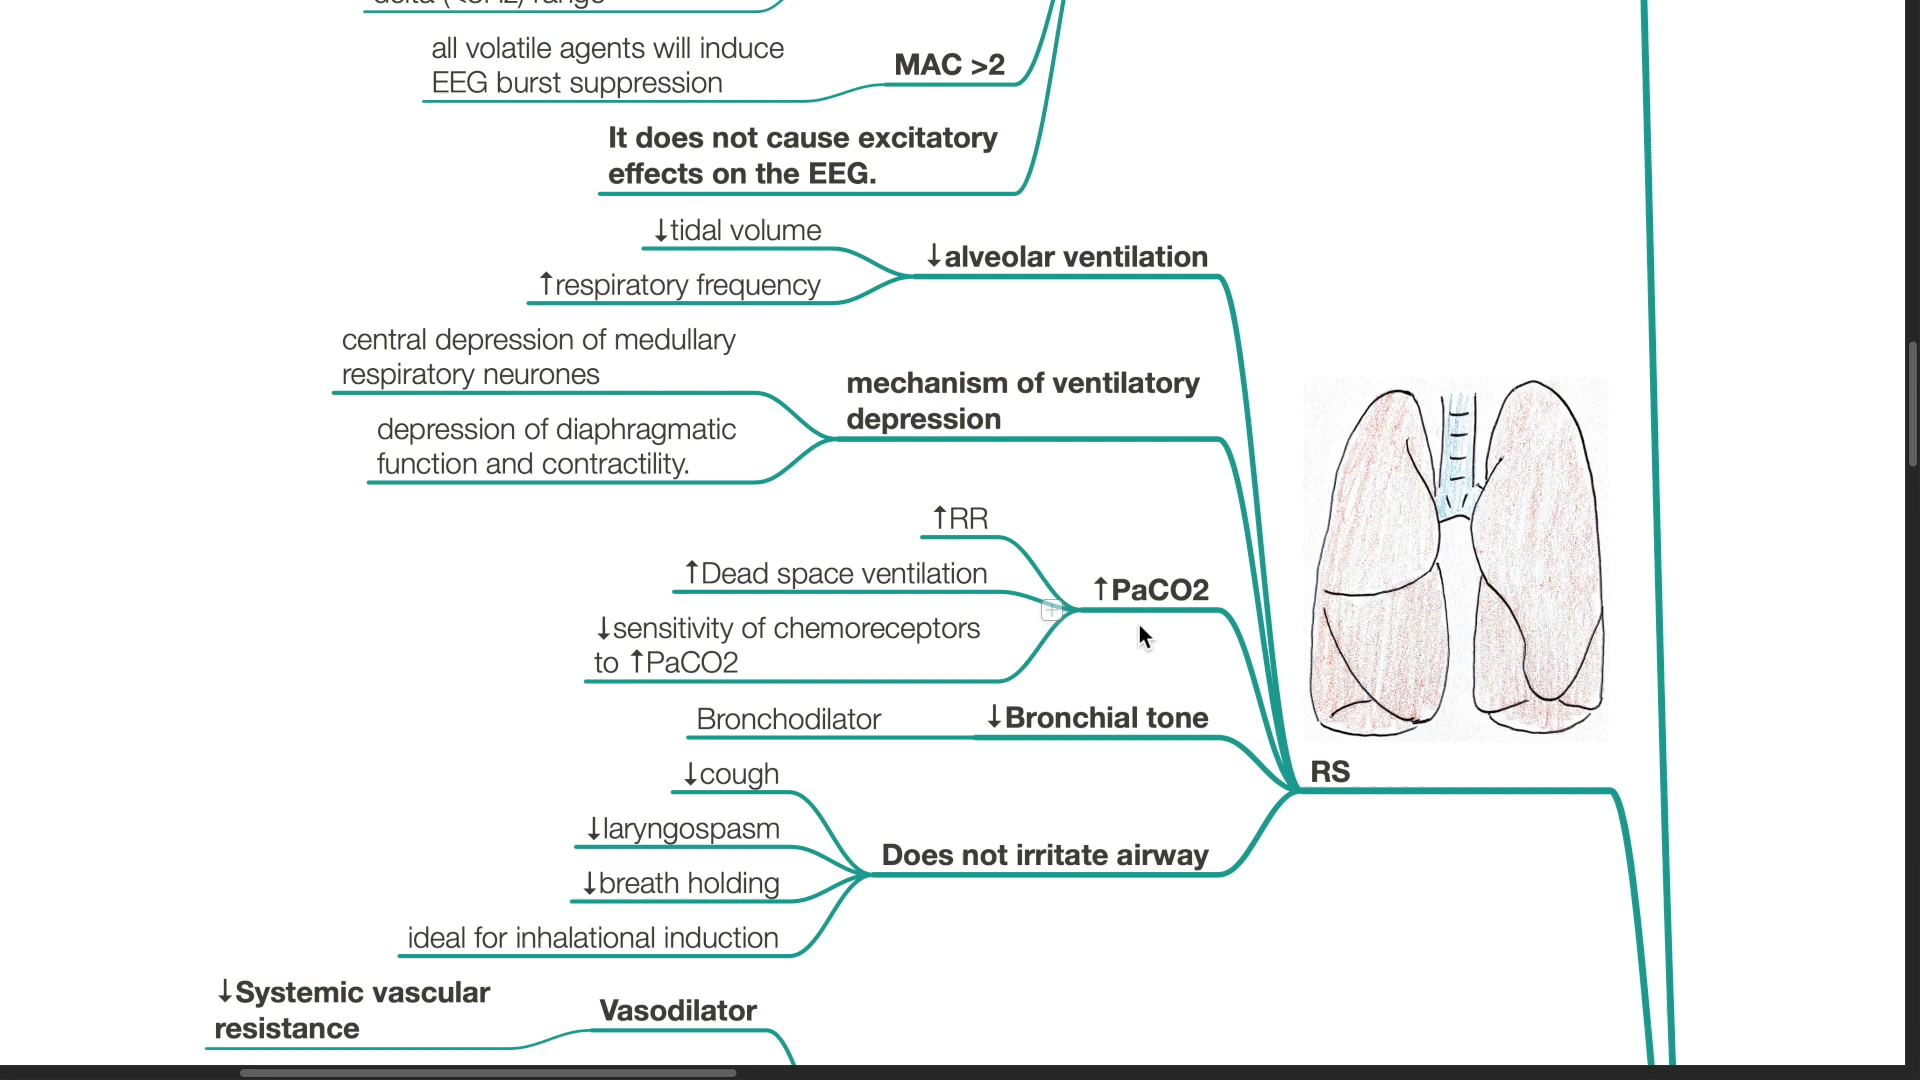 delta (<3Hz) range
all volatile agents will induce
EEG burst suppression
MAC >2
It does not cause excitatory
effects on the EEG.
↓tidal volume
↑respiratory frequency
↓alveolar ventilation
central depression of medullary
respiratory neurones
depression of diaphragmatic
function and contractility.
mechanism of ventilatory
depression
↑RR
↑Dead space ventilation
↓sensitivity of chemoreceptors
to ↑PaCO2
↑PaCO2
Bronchodilator
↓Bronchial tone
↓cough
↓laryngospasm
↓breath holding
ideal for inhalational induction
Does not irritate airway
RS
↓Systemic vascular
resistance
Vasodilator